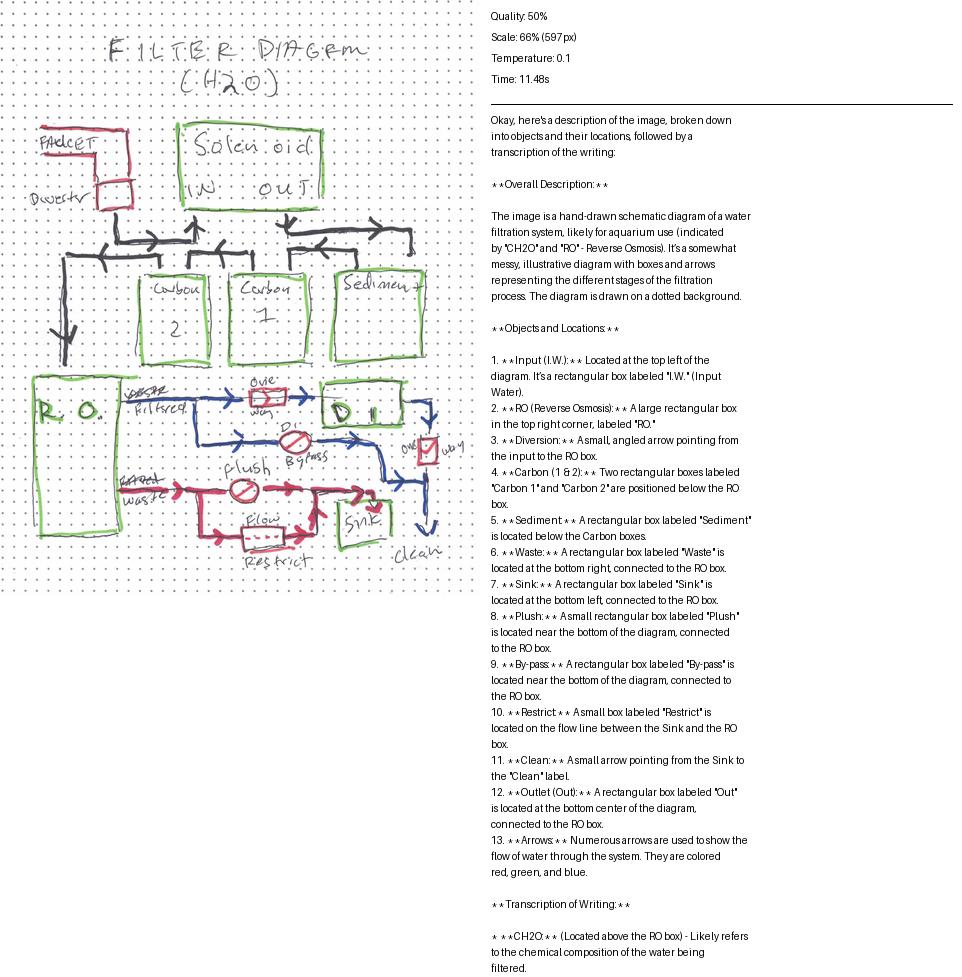 FILTER DIAGRAM
(H2O)
FAUCET
Diverter
Solenoid
IN OUT
Carbon
2
Carbon
1
Sediment
R.O.
Filtered
one
way
DI
DI
Bypass
one way
Flush
waste
Flow
Restrict
Sink
Clean
Quality: 50%
Scale: 66% (597px)
Temperature: 0.1
Time: 11.48s
Okay, here's a description of the image, broken down
into objects and their locations, followed by a
transcription of the writing:
**Overall Description:**
The image is a hand-drawn schematic diagram of a water
filtration system, likely for aquarium use (indicated
by "CH2O" and "RO" - Reverse Osmosis). It's a somewhat
messy, illustrative diagram with boxes and arrows
representing the different stages of the filtration
process. The diagram is drawn on a dotted background.
**Objects and Locations:**
1. **Input (I.W.):** Located at the top left of the
diagram. It's a rectangular box labeled "I.W." (Input
Water).
2. **RO (Reverse Osmosis):** A large rectangular box
in the top right corner, labeled "RO."
3. **Diversion:** A small, angled arrow pointing from
the input to the RO box.
4. **Carbon (1 & 2):** Two rectangular boxes labeled
"Carbon 1" and "Carbon 2" are positioned below the RO
box.
5. **Sediment:** A rectangular box labeled "Sediment"
is located below the Carbon boxes.
6. **Waste:** A rectangular box labeled "Waste" is
located at the bottom right, connected to the RO box.
7. **Sink:** A rectangular box labeled "Sink" is
located at the bottom left, connected to the RO box.
8. **Plush:** A small rectangular box labeled "Plush"
is located near the bottom of the diagram, connected
to the RO box.
9. **By-pass:** A rectangular box labeled "By-pass" is
located near the bottom of the diagram, connected to
the RO box.
10. **Restrict:** A small box labeled "Restrict" is
located on the flow line between the Sink and the RO
box.
11. **Clean:** A small arrow pointing from the Sink to
the "Clean" label.
12. **Outlet (Out):** A rectangular box labeled "Out"
is located at the bottom center of the diagram,
connected to the RO box.
13. **Arrows:** Numerous arrows are used to show the
flow of water through the system. They are colored
red, green, and blue.
**Transcription of Writing:**
* **CH2O:** (Located above the RO box) - Likely refers
to the chemical composition of the water being
filtered.